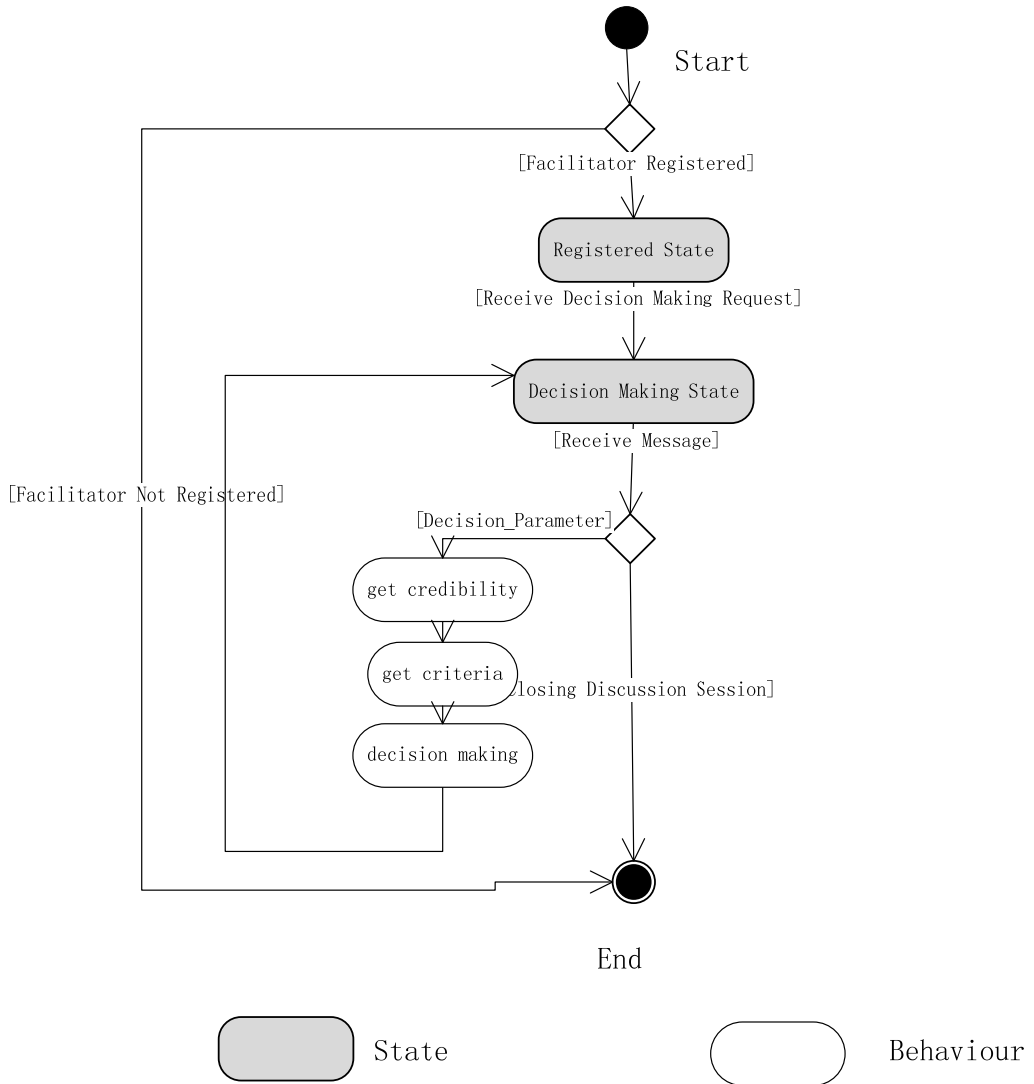 Start
[Facilitator Registered]
Registered State
[Receive Decision Making Request]
Decision Making State
[Receive Message]
[Facilitator Not Registered]
[Decision_Parameter]
get credibility
get criteria
losing Discussion Session]
decision making
End
State
Behaviour